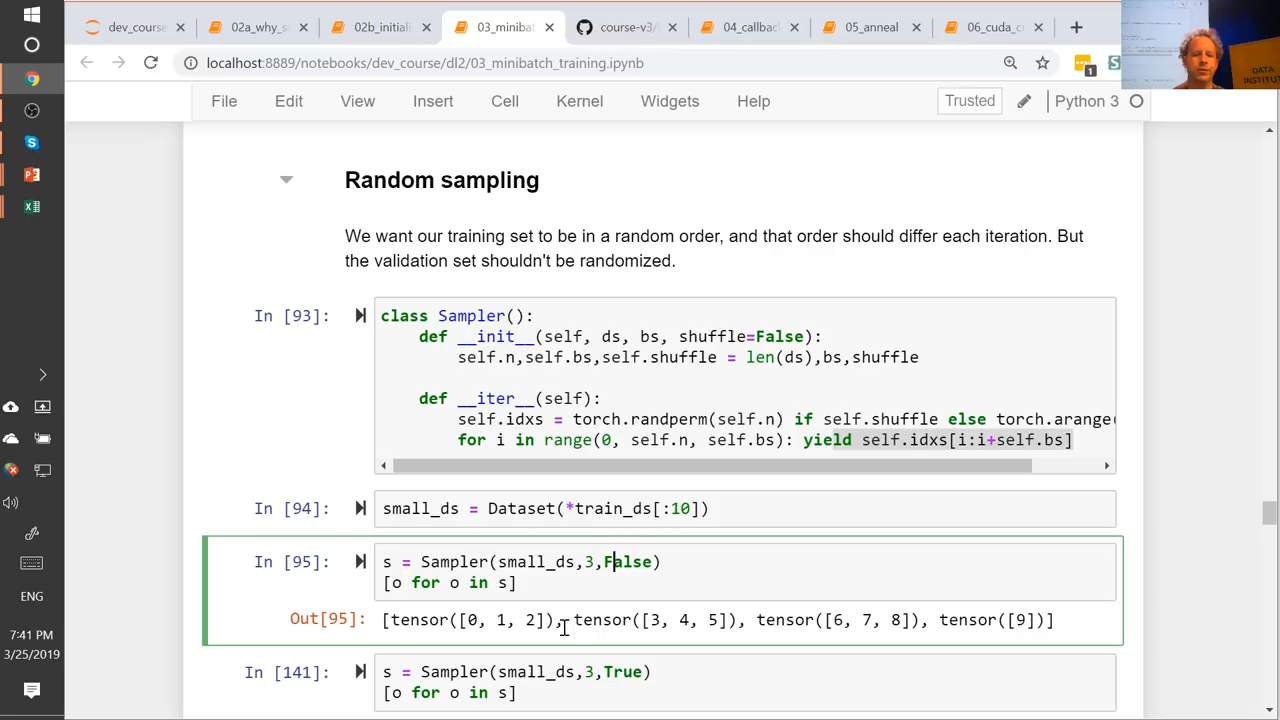 dev_course
02a_why_s
02b_initiali
03_minibat
course-v3/
04_callback
05_anneal
06_cuda_c
localhost:8889/notebooks/dev_course/dl2/03_minibatch_training.ipynb
1
File Edit View Insert Cell Kernel Widgets Help Trusted Python 3
DATA
INSTITU
Random sampling
We want our training set to be in a random order, and that order should differ each iteration. But
the validation set shouldn't be randomized.
In [93]: class Sampler():
def __init__(self, ds, bs, shuffle=False):
self.n,self.bs,self.shuffle = len(ds),bs,shuffle
def __iter__(self):
self.idxs = torch.randperm(self.n) if self.shuffle else torch.arange(
for i in range(0, self.n, self.bs): yield self.idxs[i:i+self.bs]
In [94]: small_ds = Dataset(*train_ds[:10])
In [95]: s = Sampler(small_ds,3,False)
[o for o in s]
Out[95]: [tensor([0, 1, 2]), tensor([3, 4, 5]), tensor([6, 7, 8]), tensor([9])]
In [141]: s = Sampler(small_ds,3,True)
[o for o in s]
ENG
7:41 PM
3/25/2019